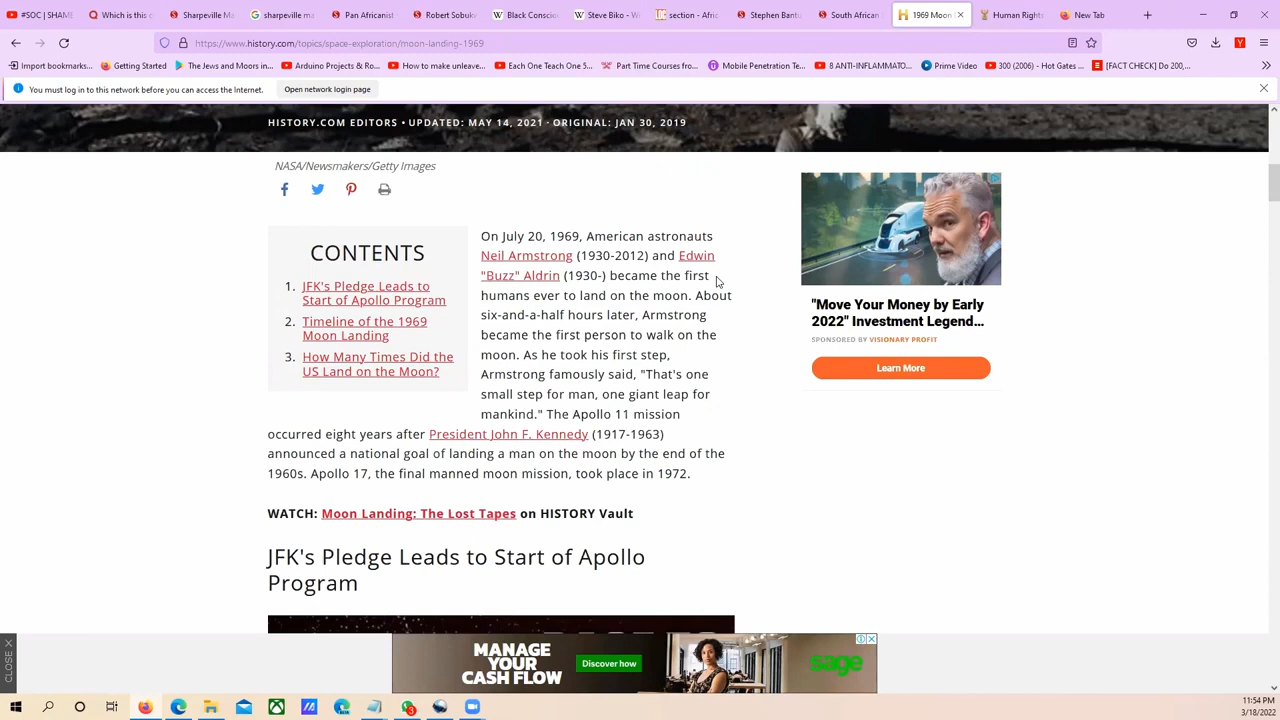 #SOC | SHAME
Which is this c
Sharpeville Ma
sharpeville ma
Pan Africanist
Robert Sobuk
Black Conscio
Steve Biko - W
section - Afric
Stephen Bantu
South African
1969 Moon
Human Rights
New Tab
https://www.history.com/topics/space-exploration/moon-landing-1969
Import bookmarks...
Getting Started
The Jews and Moors in...
Arduino Projects & Ro...
How to make unleave...
Each One Teach One 5...
Part Time Courses from...
Mobile Penetration Te...
8 ANTI-INFLAMMATO...
Prime Video
300 (2006) - Hot Gates ...
[FACT CHECK] Do 200,...
You must log in to this network before you can access the Internet.
Open network login page
HISTORY.COM EDITORS • UPDATED: MAY 14, 2021 · ORIGINAL: JAN 30, 2019
NASA/Newsmakers/Getty Images
CONTENTS
1. JFK's Pledge Leads to
Start of Apollo Program
2. Timeline of the 1969
Moon Landing
3. How Many Times Did the
US Land on the Moon?
On July 20, 1969, American astronauts
Neil Armstrong (1930-2012) and Edwin
"Buzz" Aldrin (1930-) became the first
humans ever to land on the moon. About
six-and-a-half hours later, Armstrong
became the first person to walk on the
moon. As he took his first step,
Armstrong famously said, "That's one
small step for man, one giant leap for
mankind." The Apollo 11 mission
occurred eight years after President John F. Kennedy (1917-1963)
announced a national goal of landing a man on the moon by the end of the
1960s. Apollo 17, the final manned moon mission, took place in 1972.
WATCH: Moon Landing: The Lost Tapes on HISTORY Vault
JFK's Pledge Leads to Start of Apollo
Program
"Move Your Money by Early
2022" Investment Legend...
SPONSORED BY VISIONARY PROFIT
Learn More
CLOSE X
MANAGE
YOUR
CASH FLOW
Discover how
sage
3
11:54 PM
3/18/2022